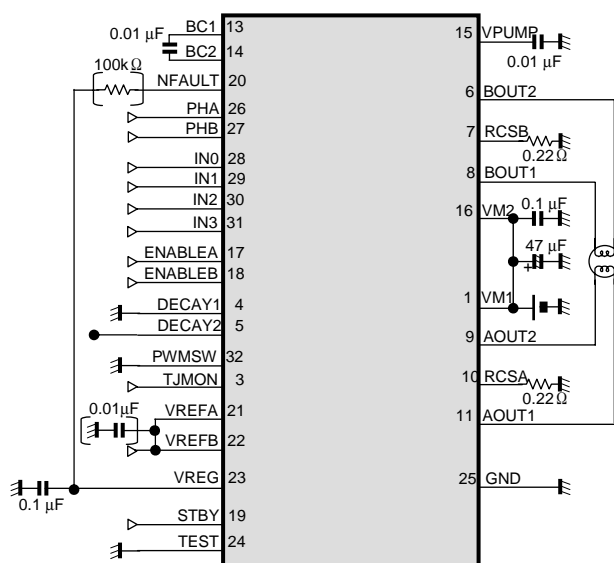 0.01 µF
BC1 13
BC2 14
100kΩ
NFAULT 20
PHA 26
PHB 27
IN0 28
IN1 29
IN2 30
IN3 31
ENABLEA 17
ENABLEB 18
DECAY1 4
DECAY2 5
PWMSW 32
TJMON 3
0.01µF
VREFA 21
VREFB 22
VREG 23
0.1 µF
STBY 19
TEST 24
15 VPUMP
0.01 µF
6 BOUT2
7 RCSB
0.22Ω
8 BOUT1
0.1 µF
16 VM2
47 µF
+
1 VM1
9 AOUT2
10 RCSA
0.22Ω
11 AOUT1
25 GND